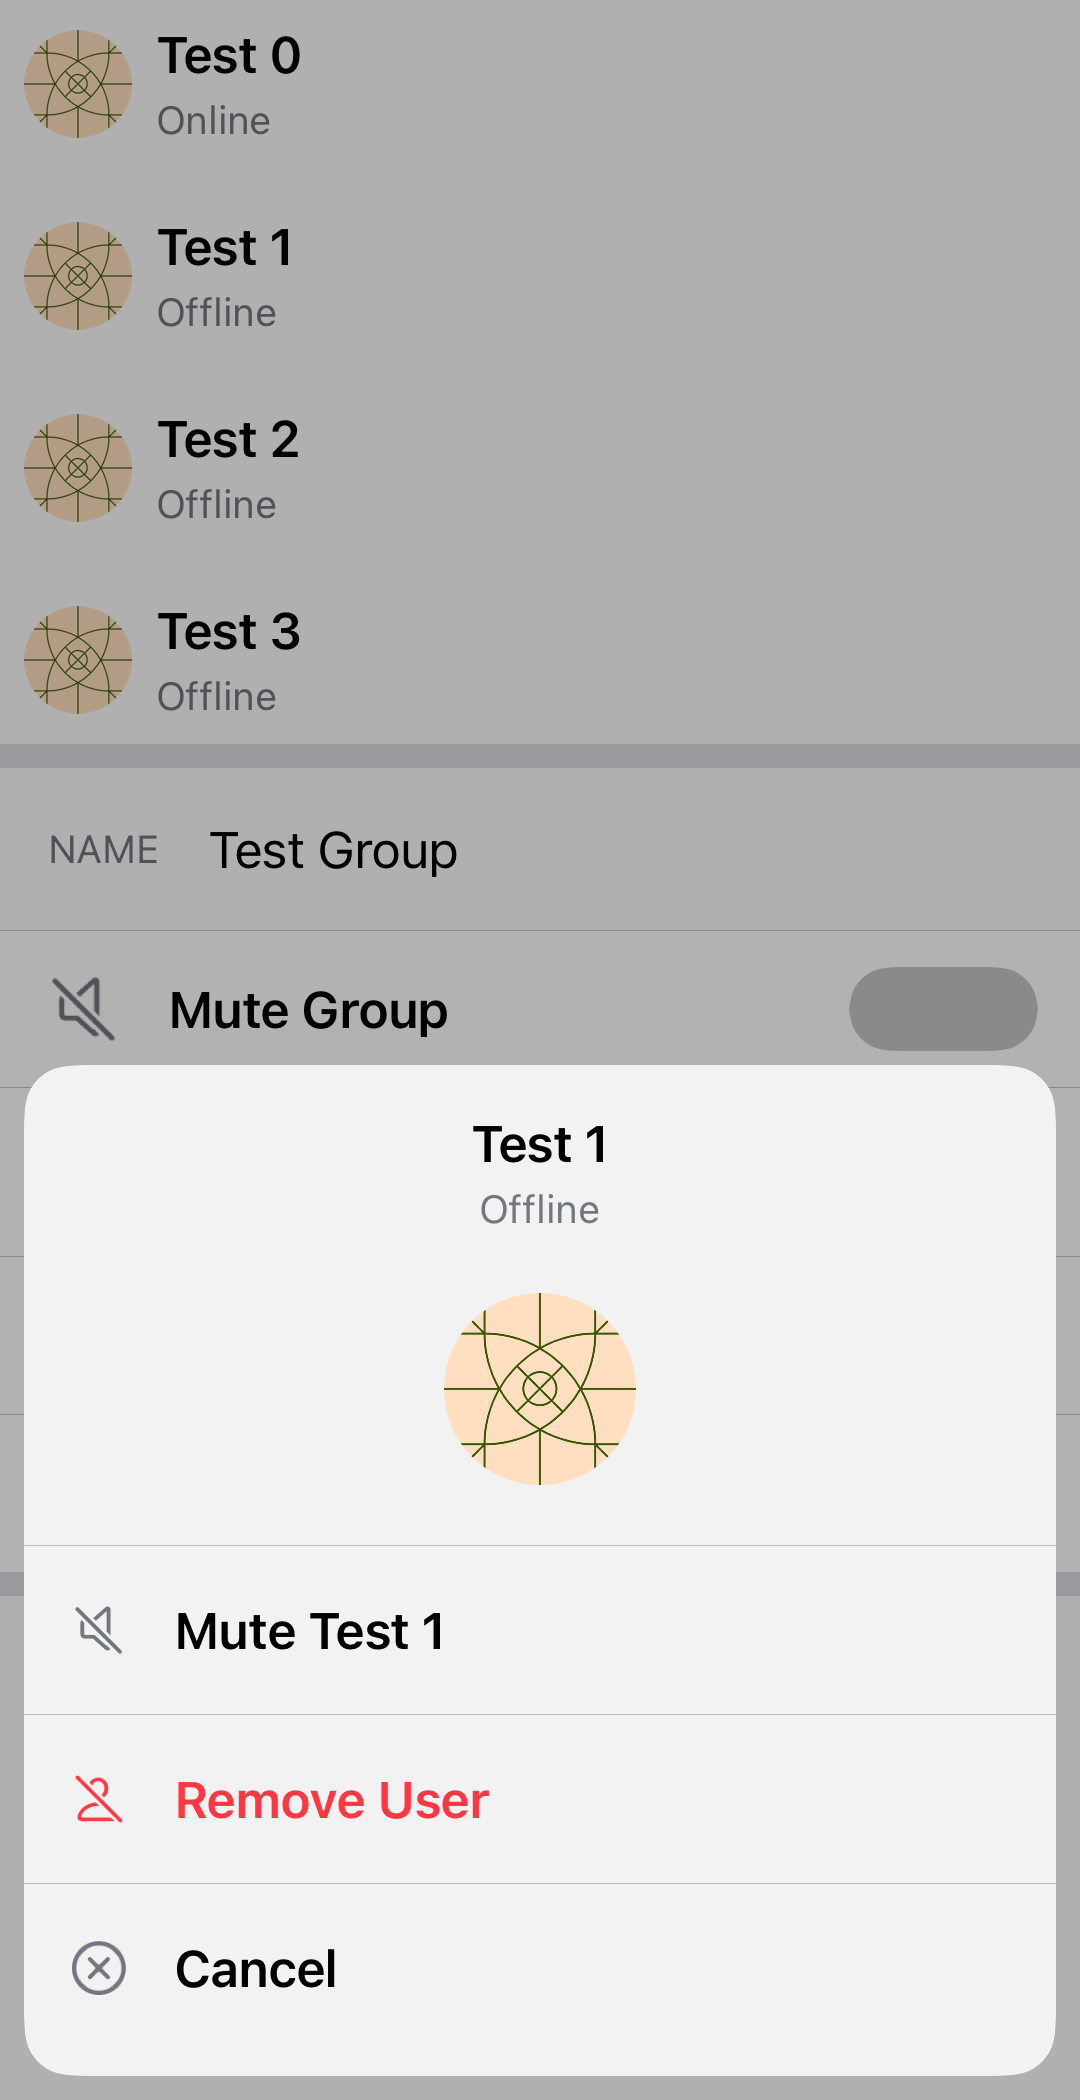 Test 0
Online
Test 1
Offline
Test 2
Offline
Test 3
Offline
NAME Test Group
Mute Group
Test 1
Offline
Mute Test 1
Remove User
Cancel